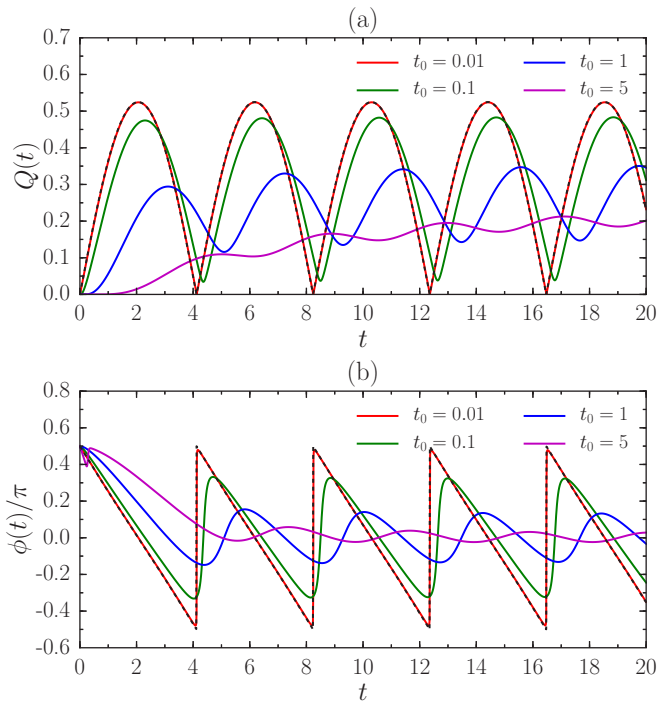 (a)
0.7
0.6
0.5
0.4
0.3
0.2
0.1
0.0
Q(t)
t₀ = 0.01
t₀ = 0.1
t₀ = 1
t₀ = 5
0 2 4 6 8 10 12 14 16 18 20
t
(b)
0.8
0.6
0.4
0.2
0.0
-0.2
-0.4
-0.6
ϕ(t)/π
t₀ = 0.01
t₀ = 0.1
t₀ = 1
t₀ = 5
0 2 4 6 8 10 12 14 16 18 20
t